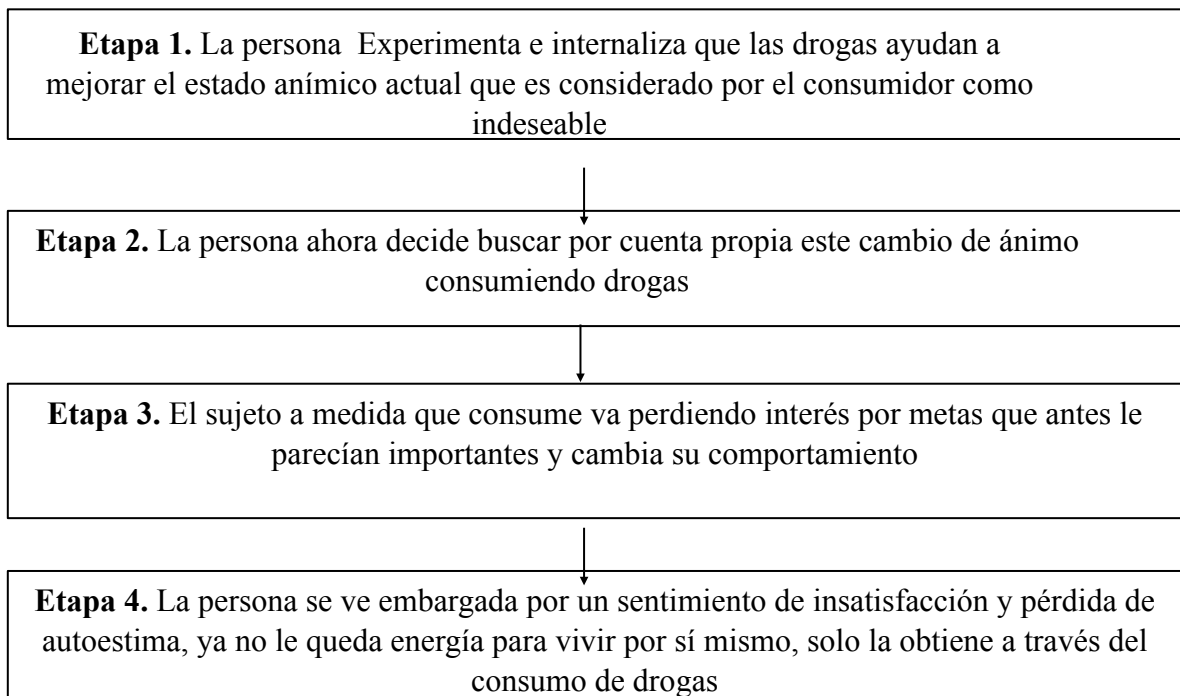 Etapa 1. La persona  Experimenta e internaliza que las drogas ayudan a
mejorar el estado anímico actual que es considerado por el consumidor como
indeseable
Etapa 2. La persona ahora decide buscar por cuenta propia este cambio de ánimo
consumiendo drogas
Etapa 3. El sujeto a medida que consume va perdiendo interés por metas que antes le
parecían importantes y cambia su comportamiento
Etapa 4. La persona se ve embargada por un sentimiento de insatisfacción y pérdida de
autoestima, ya no le queda energía para vivir por sí mismo, solo la obtiene a través del
consumo de drogas